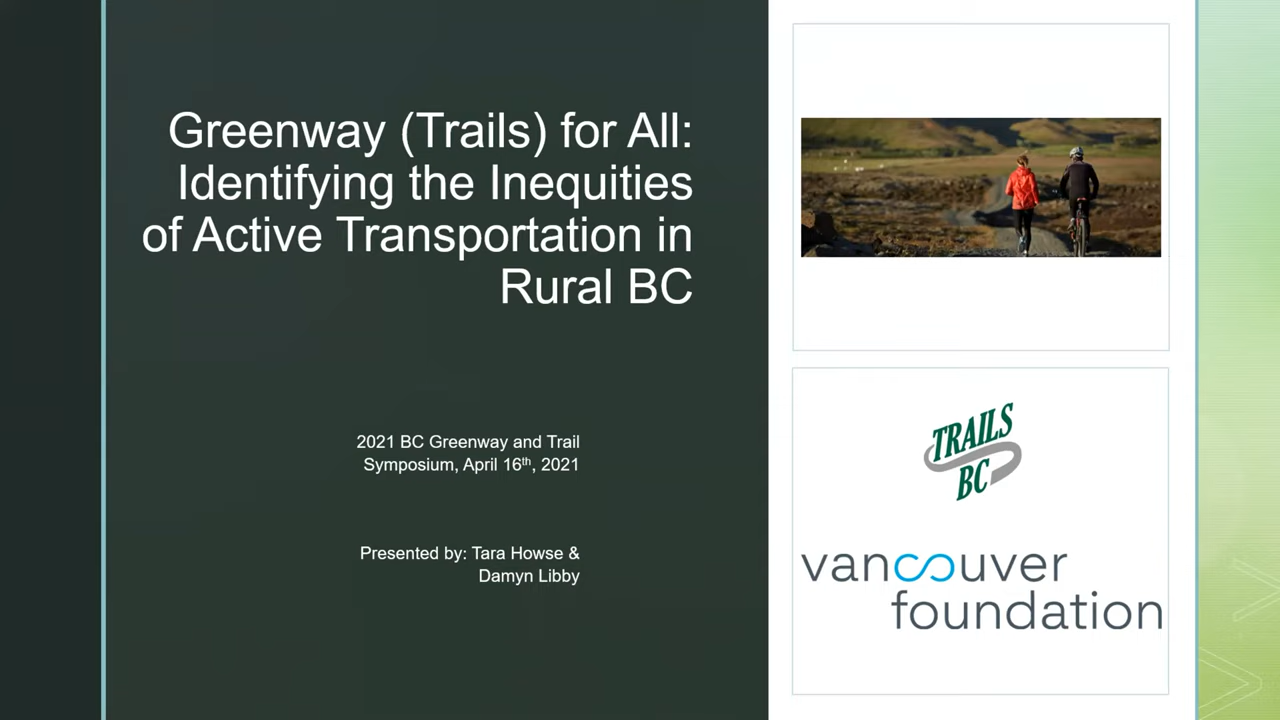 Greenway (Trails) for All:
Identifying the Inequities
of Active Transportation in
Rural BC
2021 BC Greenway and Trail
Symposium, April 16th, 2021
Presented by: Tara Howse &
Damyn Libby
TRAILS
BC
vancouver
foundation